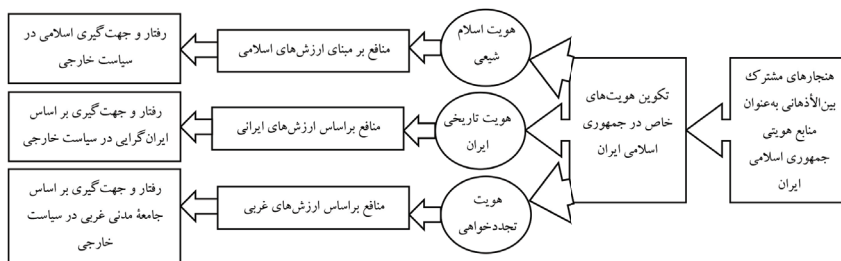 هنجارهای مشترك
بین‌الأذهانی به‌عنوان
منابع هویتی
جمهوری اسلامی
ایران
تکوین هویت‌های
خاص در جمهوری
اسلامی ایران
هویت اسلام
شیعی
منافع بر مبنای ارزش‌های اسلامی
رفتار و جهت‌گیری اسلامی در
سیاست خارجی
هویت تاریخی
ایران
منافع براساس ارزش‌های ایرانی
رفتار و جهت‌گیری بر اساس
ایران‌گرایی در سیاست خارجی
هویت
تجددخواهی
منافع براساس ارزش‌های غربی
رفتار و جهت‌گیری بر اساس
جامعۀ مدنی غربی در سیاست
خارجی